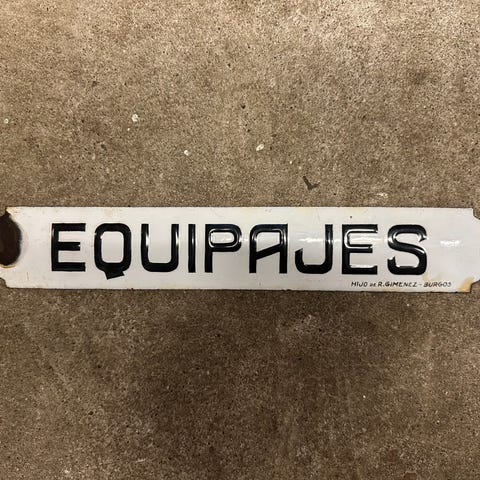 EQUIPAJES
HIJO DE R. GIMENEZ - BURGOS